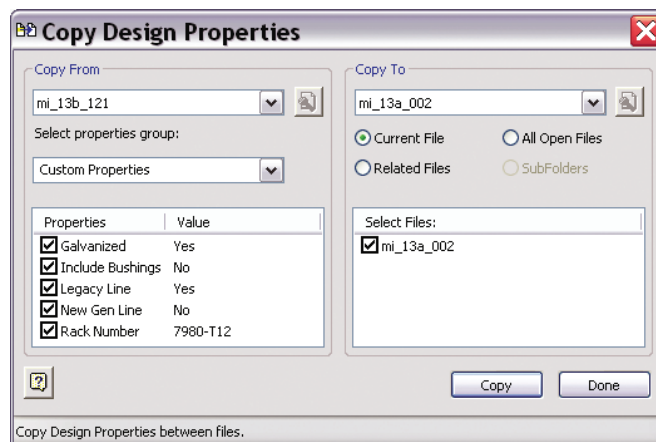 Copy Design Properties
Copy From
mi_13b_121
Select properties group:
Custom Properties
Properties Value
Galvanized Yes
Include Bushings No
Legacy Line Yes
New Gen Line No
Rack Number 7980-T12
Copy To
mi_13a_002
Current File All Open Files
Related Files SubFolders
Select Files:
mi_13a_002
Copy Done
Copy Design Properties between files.